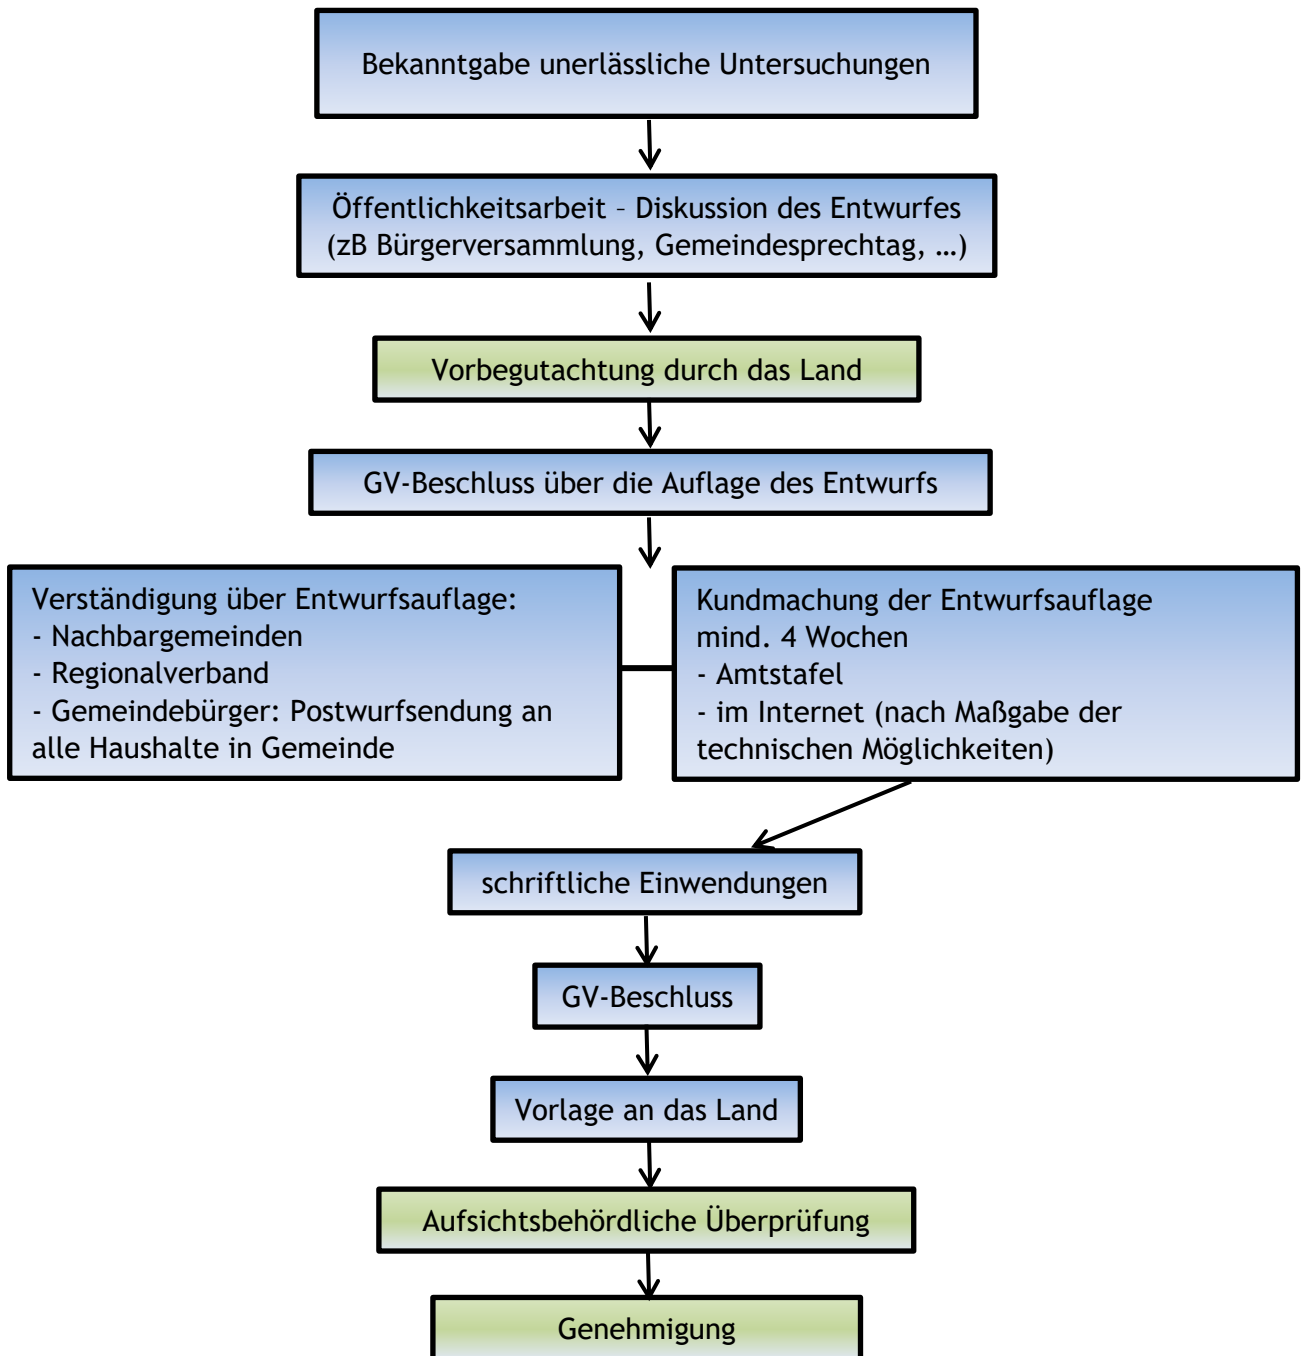 Bekanntgabe unerlässliche Untersuchungen
Öffentlichkeitsarbeit – Diskussion des Entwurfes
(zB Bürgerversammlung, Gemeindesprechtag, …)
Vorbegutachtung durch das Land
GV-Beschluss über die Auflage des Entwurfs
Verständigung über Entwurfsauflage:
- Nachbargemeinden
- Regionalverband
- Gemeindebürger: Postwurfsendung an
alle Haushalte in Gemeinde
Kundmachung der Entwurfsauflage
mind. 4 Wochen
- Amtstafel
- im Internet (nach Maßgabe der
technischen Möglichkeiten)
schriftliche Einwendungen
GV-Beschluss
Vorlage an das Land
Aufsichtsbehördliche Überprüfung
Genehmigung